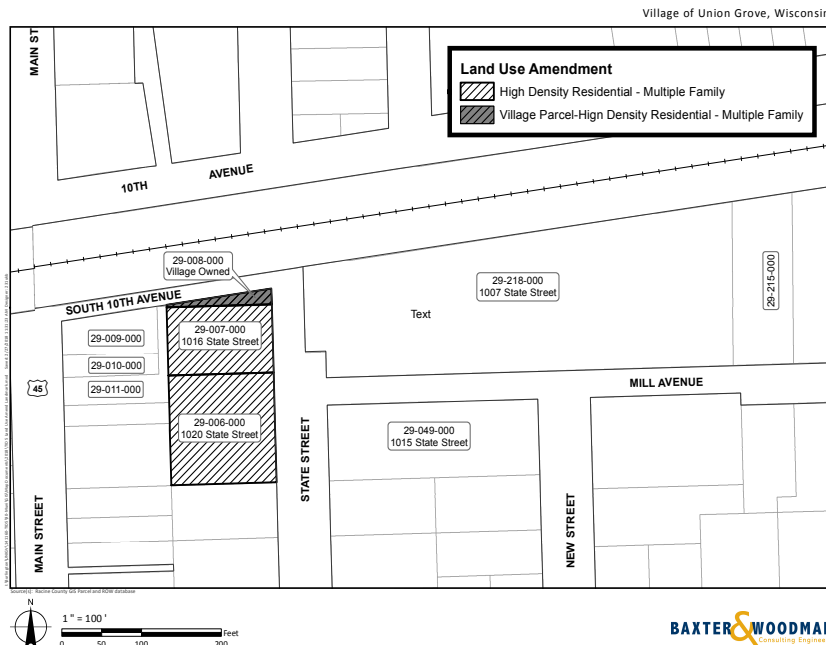 Village of Union Grove, Wisconsin
MAIN ST
Land Use Amendment
High Density Residential - Multiple Family
Village Parcel-Hign Density Residential - Multiple Family
10TH AVENUE
29-008-000
Village Owned
SOUTH 10TH AVENUE
29-218-000
1007 State Street
29-215-000
Text
29-009-000
29-007-000
1016 State Street
29-010-000
29-011-000
45
MILL AVENUE
29-006-000
1020 State Street
29-049-000
1015 State Street
STATE STREET
MAIN STREET
NEW STREET
Source(s): Racine County GIS Parcel and ROW database
N
1 " = 100 '
Feet
0 50 100 200
BAXTER & WOODMAN
Consulting Engineers